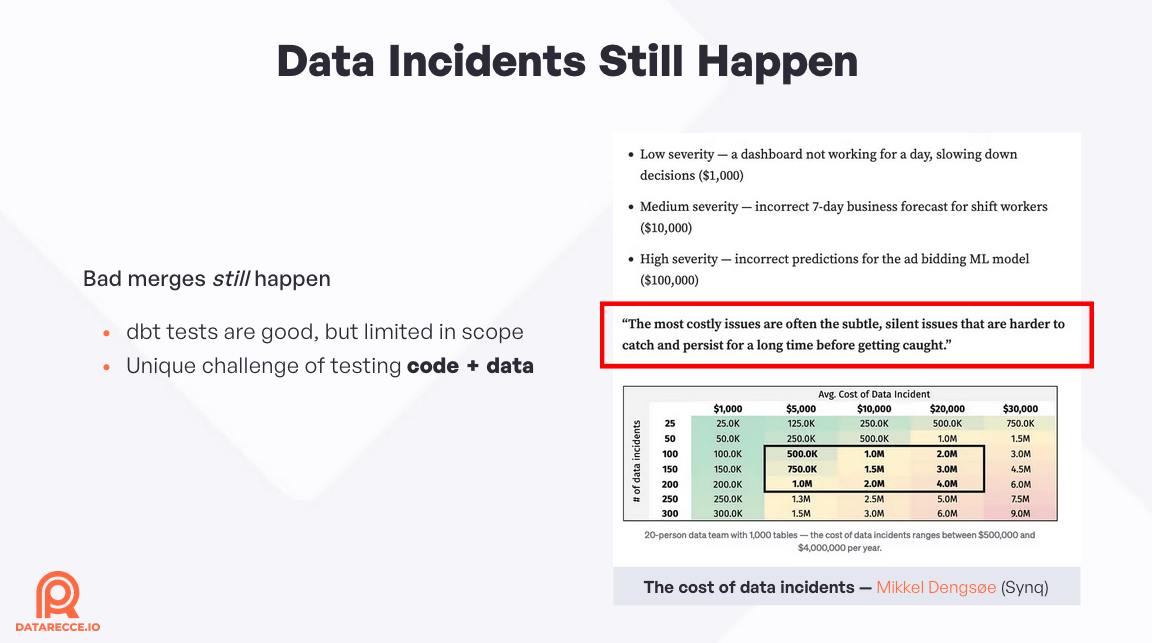 Data Incidents Still Happen
Bad merges still happen
• dbt tests are good, but limited in scope
• Unique challenge of testing code + data
• Low severity — a dashboard not working for a day, slowing down
decisions ($1,000)
• Medium severity — incorrect 7-day business forecast for shift workers
($10,000)
• High severity — incorrect predictions for the ad bidding ML model
($100,000)
“The most costly issues are often the subtle, silent issues that are harder to
catch and persist for a long time before getting caught.”
Avg. Cost of Data Incident
$1,000 $5,000 $10,000 $20,000 $30,000
# of data incidents
25 25.0K 125.0K 250.0K 500.0K 750.0K
50 50.0K 250.0K 500.0K 1.0M 1.5M
100 100.0K 500.0K 1.0M 2.0M 3.0M
150 150.0K 750.0K 1.5M 3.0M 4.5M
200 200.0K 1.0M 2.0M 4.0M 6.0M
250 250.0K 1.3M 2.5M 5.0M 7.5M
300 300.0K 1.5M 3.0M 6.0M 9.0M
20-person data team with 1,000 tables — the cost of data incidents ranges between $500,000 and
$4,000,000 per year.
The cost of data incidents — Mikkel Dengsøe (Synq)
DATARECCE.IO